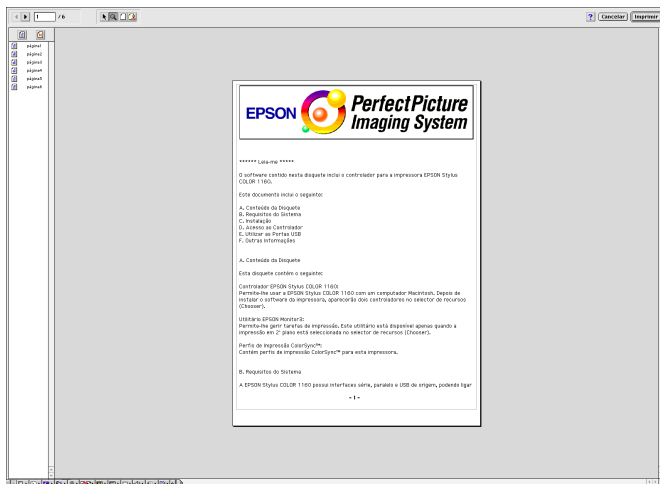 1 / 6
? Cancelar Imprimir
página1
página2
página3
página4
página5
página6
EPSON PerfectPicture
Imaging System
****** Leia-me *****
O software contido nesta disquete inclui o controlador para a impressora EPSON Stylus
COLOR 1160.
Este documento inclui o seguinte:
A. Conteúdo da Disquete
B. Requisitos do Sistema
C. Instalação
D. Acesso ao Controlador
E. Utilizar as Portas USB
F. Outras Informações
A. Conteúdo da Disquete
Esta disquete contém o seguinte:
Controlador EPSON Stylus COLOR 1160:
Permite-lhe usar a EPSON Stylus COLOR 1160 com um computador Macintosh. Depois de
instalar o software da impressora, aparecerão dois controladores no selector de recursos
(Chooser).
Utilitário EPSON Monitor3:
Permite-lhe gerir tarefas de impressão. Este utilitário está disponível apenas quando a
impressão em 2º plano está seleccionada no selector de recursos (Chooser).
Perfis de Impressão ColorSync™:
Contém perfis de impressão ColorSync™ para esta impressora.
B. Requisitos do Sistema
A EPSON Stylus COLOR 1160 possui interfaces série, paralelo e USB de origem, podendo ligar
- 1 -